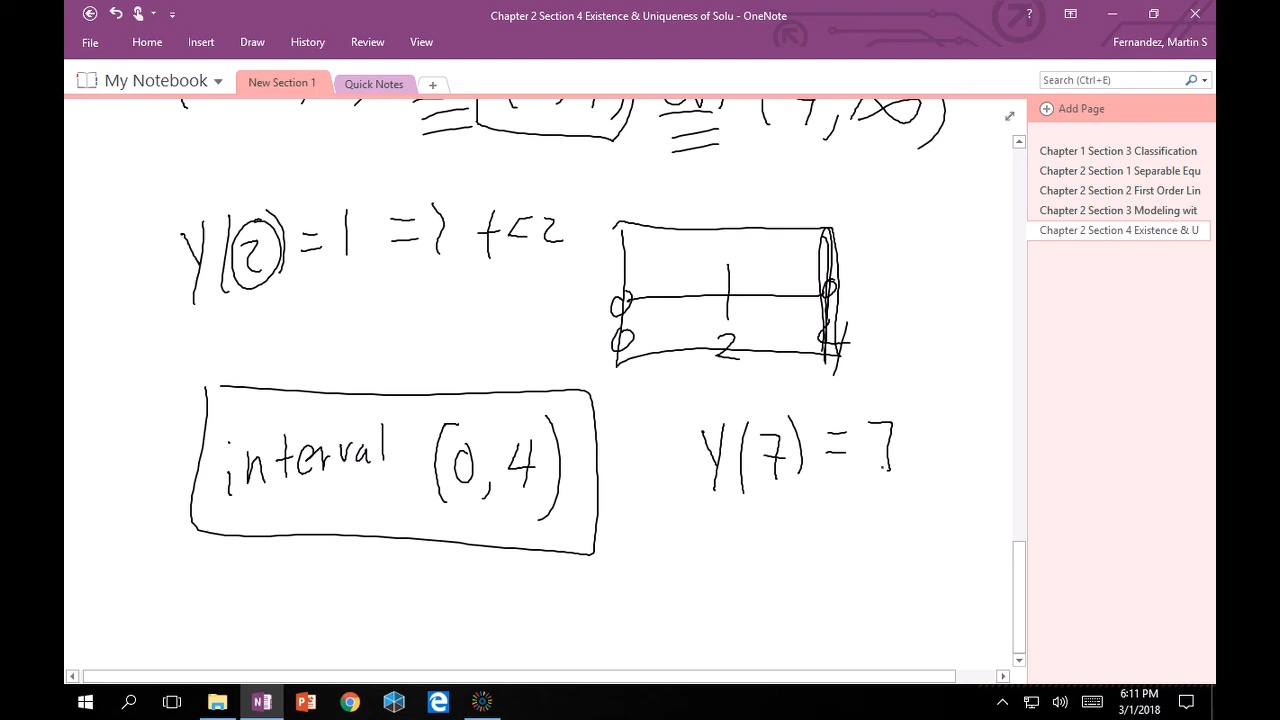 Chapter 2 Section 4 Existence & Uniqueness of Solu - OneNote
?
File Home Insert Draw History Review View
Fernandez, Martin S
My Notebook
New Section 1
Quick Notes
Search (Ctrl+E)
Add Page
Chapter 1 Section 3 Classification
Chapter 2 Section 1 Separable Equ
Chapter 2 Section 2 First Order Lin
Chapter 2 Section 3 Modeling wit
Chapter 2 Section 4 Existence & U
or (4, ∞)
y(2) = 1 => t < 2
0 2 4
interval (0, 4)
y(7) = ?
6:11 PM
3/1/2018